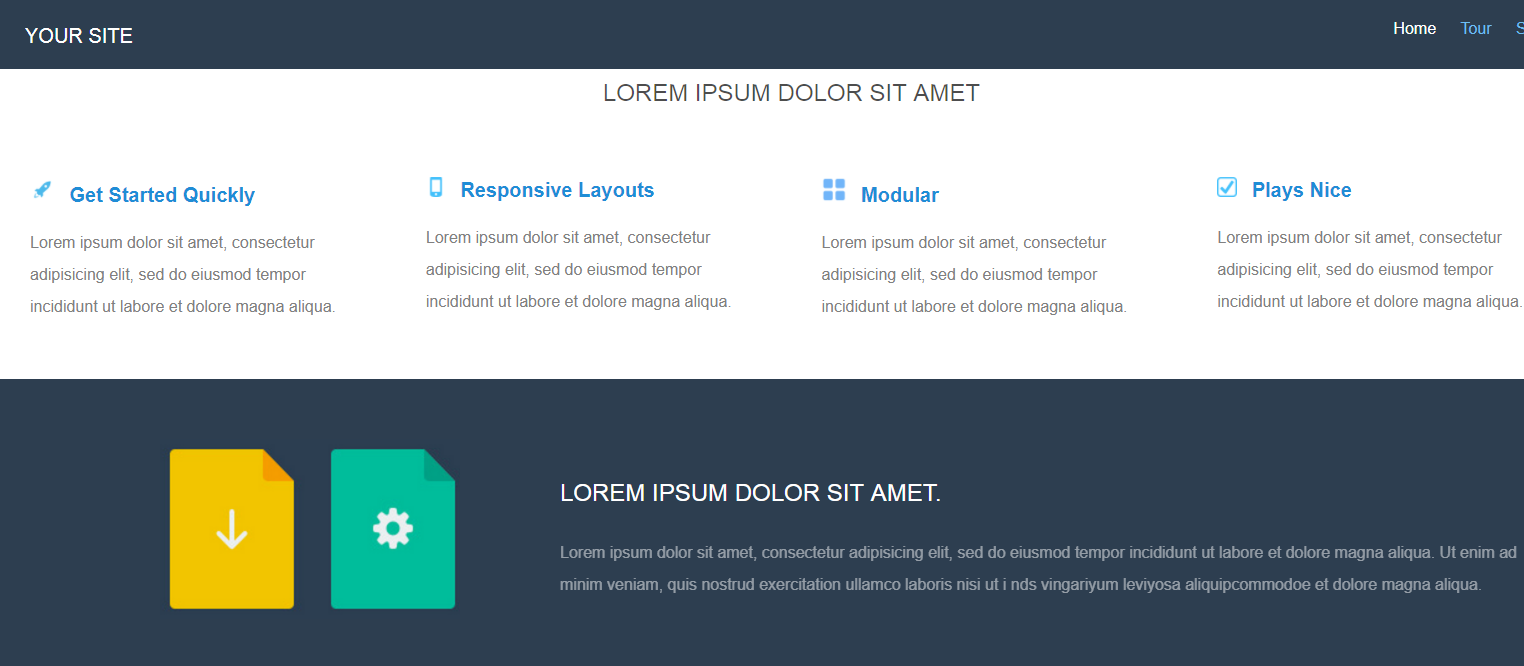 YOUR SITE
Home Tour S
LOREM IPSUM DOLOR SIT AMET
Get Started Quickly
Lorem ipsum dolor sit amet, consectetur
adipisicing elit, sed do eiusmod tempor
incididunt ut labore et dolore magna aliqua.
Responsive Layouts
Lorem ipsum dolor sit amet, consectetur
adipisicing elit, sed do eiusmod tempor
incididunt ut labore et dolore magna aliqua.
Modular
Lorem ipsum dolor sit amet, consectetur
adipisicing elit, sed do eiusmod tempor
incididunt ut labore et dolore magna aliqua.
Plays Nice
Lorem ipsum dolor sit amet, consectetur
adipisicing elit, sed do eiusmod tempor
incididunt ut labore et dolore magna aliqua.
LOREM IPSUM DOLOR SIT AMET.
Lorem ipsum dolor sit amet, consectetur adipisicing elit, sed do eiusmod tempor incididunt ut labore et dolore magna aliqua. Ut enim ad
minim veniam, quis nostrud exercitation ullamco laboris nisi ut i nds vingariyum leviyosa aliquipcommodoe et dolore magna aliqua.